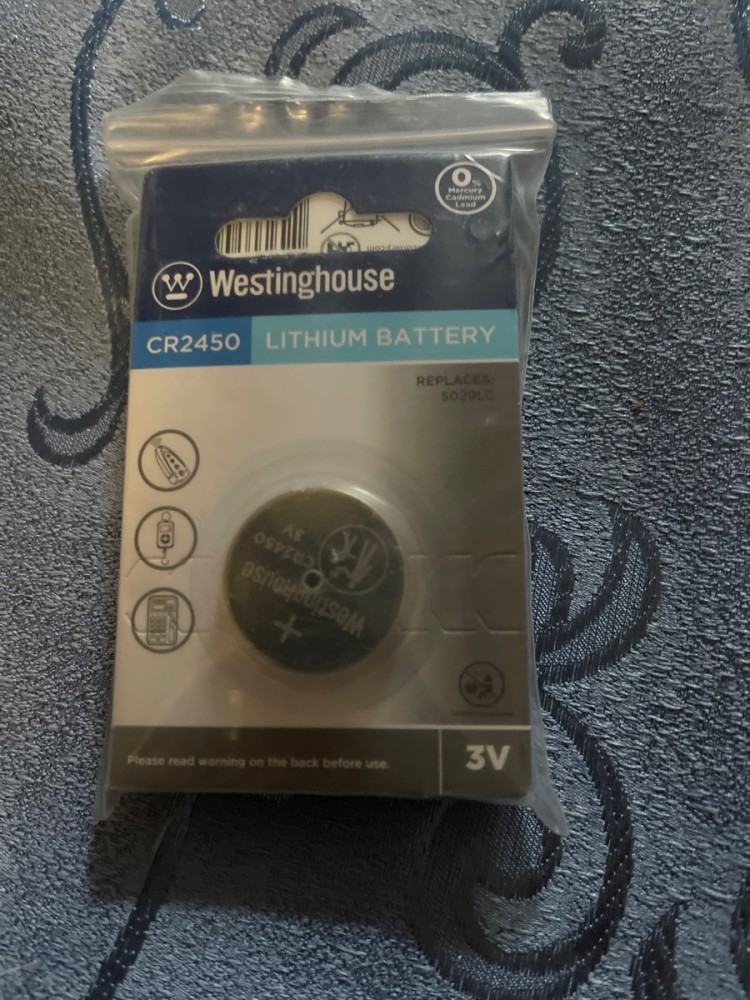 0%
Mercury
Cadmium
Lead
Westinghouse
CR2450
LITHIUM BATTERY
REPLACES:
5029LC
Westinghouse
CR2450
3V
+
Please read warning on the back before use.
3V